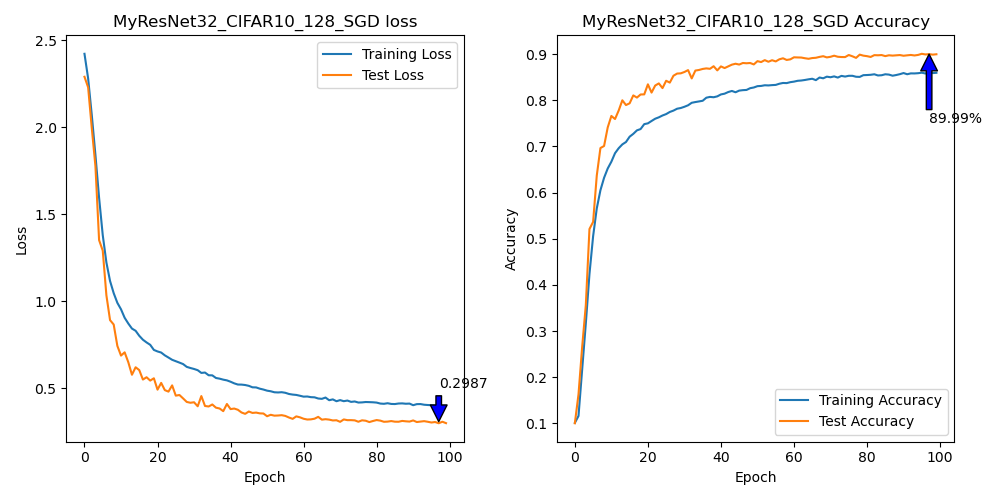 MyResNet32_CIFAR10_128_SGD loss
2.5
2.0
1.5
1.0
0.5
Loss
0
20
40
60
80
100
Epoch
Training Loss
Test Loss
0.2987
MyResNet32_CIFAR10_128_SGD Accuracy
0.9
0.8
0.7
0.6
0.5
0.4
0.3
0.2
0.1
Accuracy
0
20
40
60
80
100
Epoch
89.99%
Training Accuracy
Test Accuracy